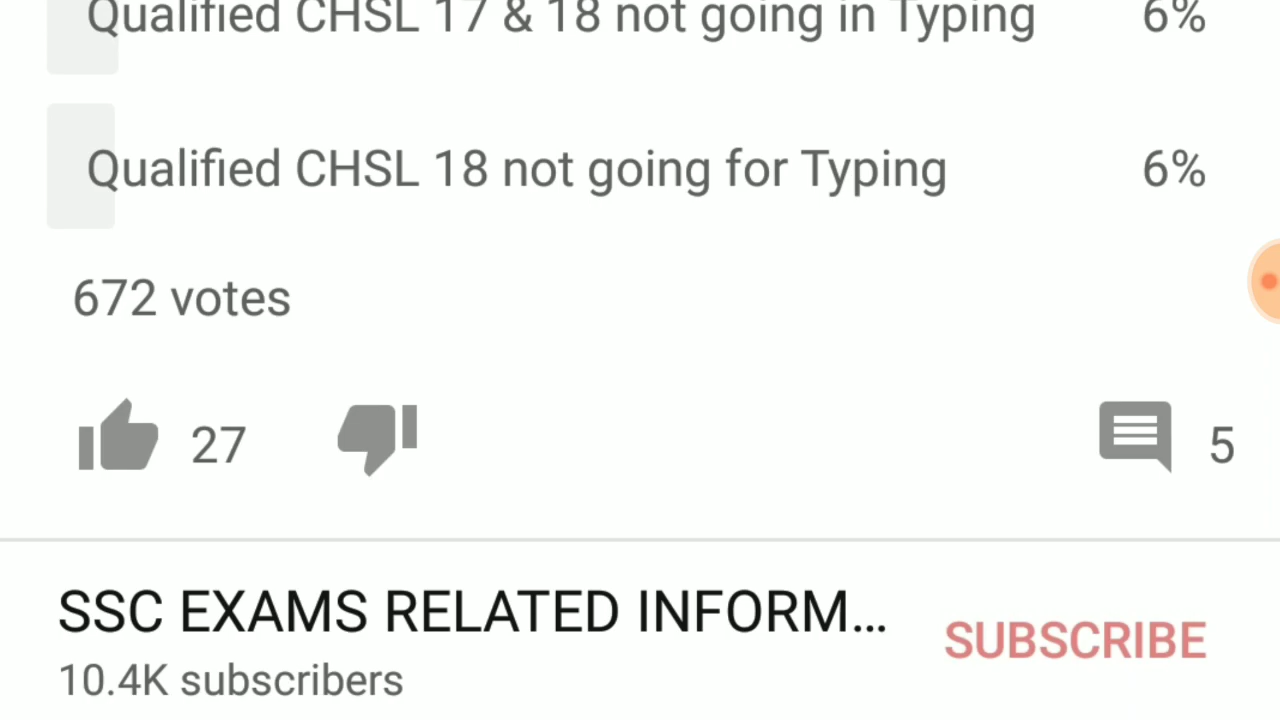 Qualified CHSL 17 & 18 not going in Typing 6%
Qualified CHSL 18 not going for Typing 6%
672 votes
27 5
SSC EXAMS RELATED INFORM...
SUBSCRIBE
10.4K subscribers